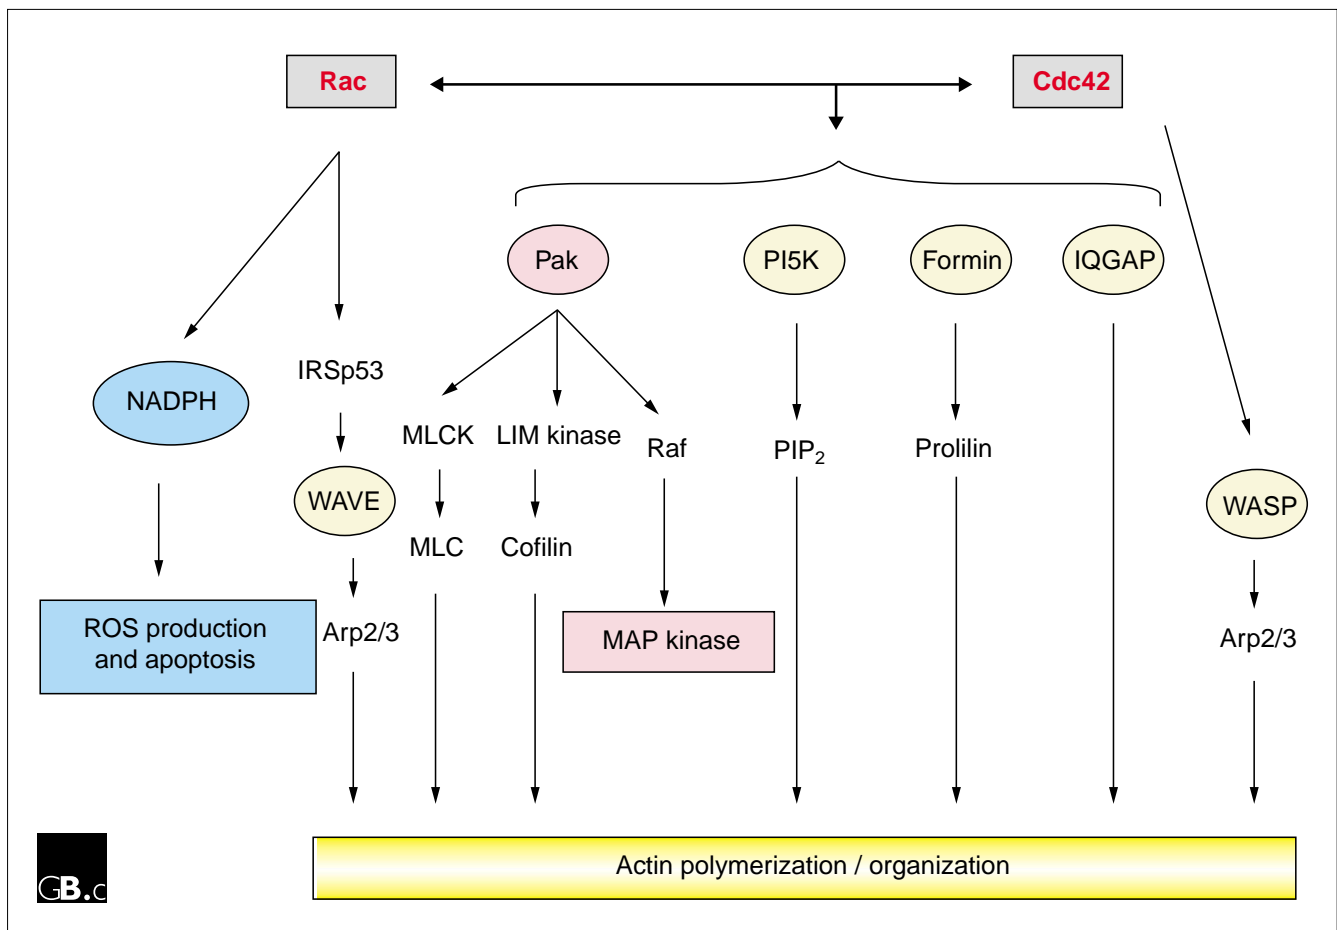 Rac
Cdc42
Pak
PI5K
Formin
IQGAP
IRSp53
NADPH
MLCK
LIM kinase
Raf
PIP₂
Prolilin
WAVE
WASP
MLC
Cofilin
ROS production
and apoptosis
Arp2/3
MAP kinase
Arp2/3
Actin polymerization / organization
GB.c